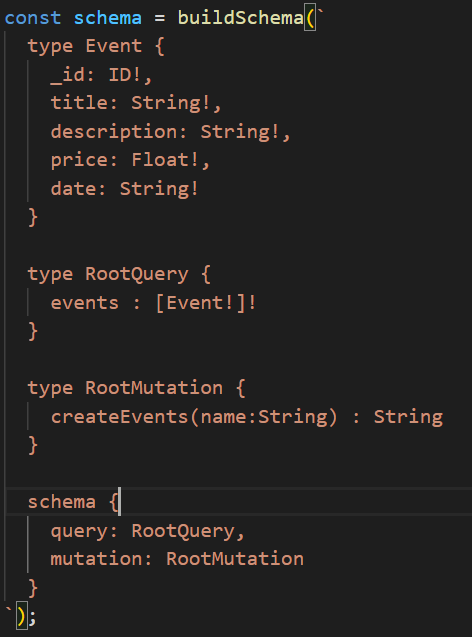 const schema = buildSchema(`
type Event {
_id: ID!,
title: String!,
description: String!,
price: Float!,
date: String!
}
type RootQuery {
events : [Event!]!
}
type RootMutation {
createEvents(name:String) : String
}
schema {
query: RootQuery,
mutation: RootMutation
}
`);